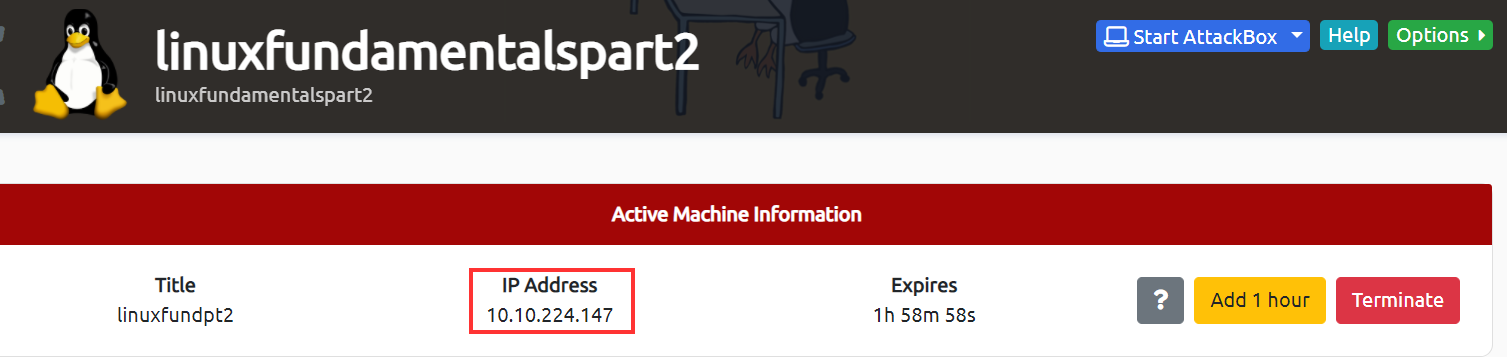 linuxfundamentalspart2
linuxfundamentalspart2
Start AttackBox
Help
Options
Active Machine Information
Title
linuxfundpt2
IP Address
10.10.224.147
Expires
1h 58m 58s
?
Add 1 hour
Terminate